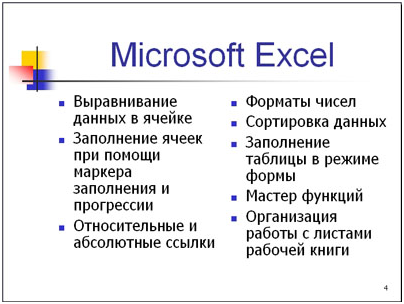 Microsoft Excel
Выравнивание
данных в ячейке
Заполнение ячеек
при помощи
маркера
заполнения и
прогрессии
Относительные и
абсолютные ссылки
Форматы чисел
Сортировка данных
Заполнение
таблицы в режиме
формы
Мастер функций
Организация
работы с листами
рабочей книги
4